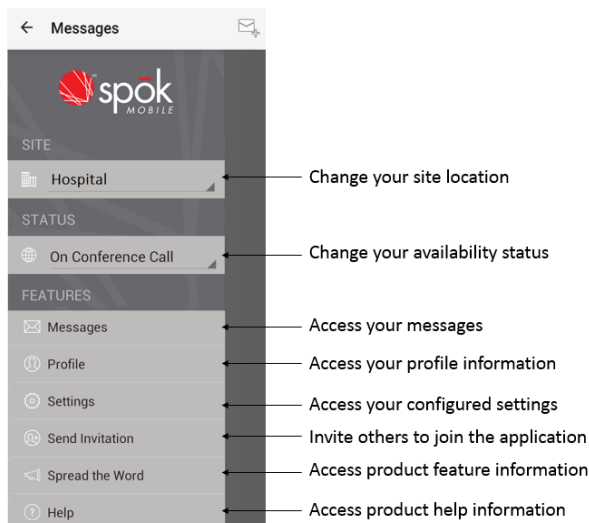 Messages
spōk
MOBILE
SITE
Hospital
Change your site location
STATUS
On Conference Call
Change your availability status
FEATURES
Messages
Access your messages
Profile
Access your profile information
Settings
Access your configured settings
Send Invitation
Invite others to join the application
Spread the Word
Access product feature information
Help
Access product help information